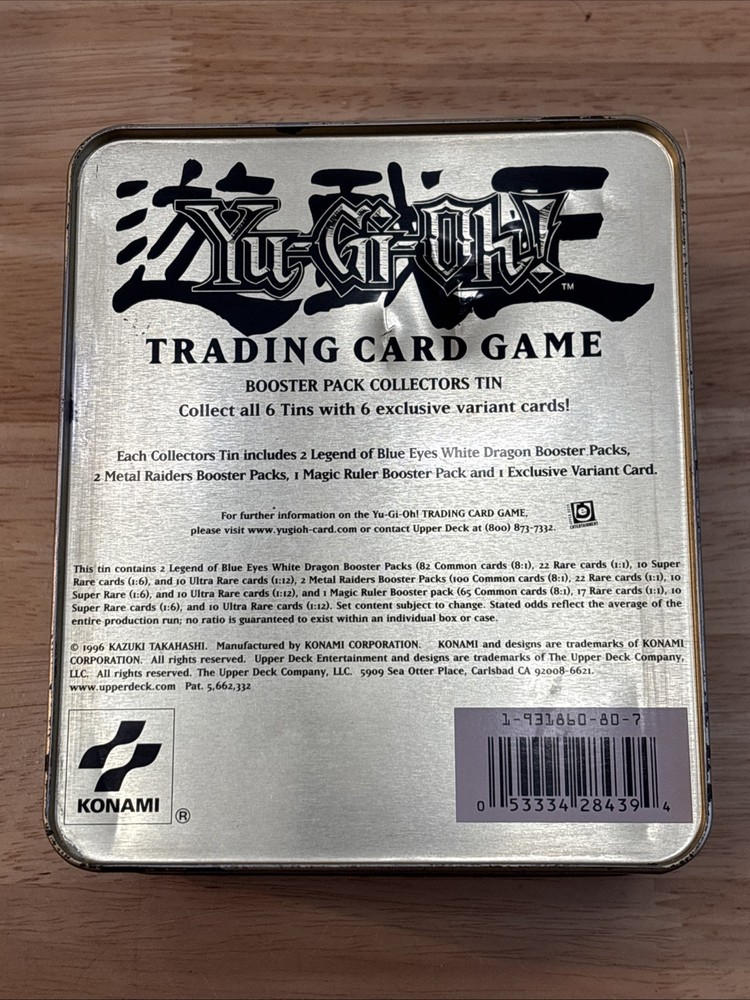 遊戯王
Yu-Gi-Oh!
™
TRADING CARD GAME
BOOSTER PACK COLLECTORS TIN
Collect all 6 Tins with 6 exclusive variant cards!
Each Collectors Tin includes 2 Legend of Blue Eyes White Dragon Booster Packs,
2 Metal Raiders Booster Packs, 1 Magic Ruler Booster Pack and 1 Exclusive Variant Card.
For further information on the Yu-Gi-Oh! TRADING CARD GAME,
please visit www.yugioh-card.com or contact Upper Deck at (800) 873-7332.
ENTERTAINMENT
This tin contains 2 Legend of Blue Eyes White Dragon Booster Packs (82 Common cards (8:1), 22 Rare cards (1:1), 10 Super
Rare cards (1:6), and 10 Ultra Rare cards (1:12), 2 Metal Raiders Booster Packs (100 Common cards (8:1), 22 Rare cards (1:1), 10
Super Rare (1:6), and 10 Ultra Rare cards (1:12), and 1 Magic Ruler Booster pack (65 Common cards (8:1), 17 Rare cards (1:1), 10
Super Rare cards (1:6), and 10 Ultra Rare cards (1:12). Set content subject to change. Stated odds reflect the average of the
entire production run; no ratio is guaranteed to exist within an individual box or case.
© 1996 KAZUKI TAKAHASHI. Manufactured by KONAMI CORPORATION. KONAMI and designs are trademarks of KONAMI
CORPORATION. All rights reserved. Upper Deck Entertainment and designs are trademarks of The Upper Deck Company,
LLC. All rights reserved. The Upper Deck Company, LLC. 5909 Sea Otter Place, Carlsbad CA 92008-6621.
www.upperdeck.com Pat. 5,662,332
KONAMI
®
1-931860-80-7
0 53334 28439 4